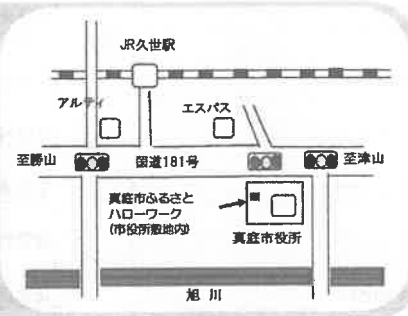 JR久世駅
アルティ
エスパス
至勝山
国道181号
至津山
真庭市ふるさと
ハローワーク
(市役所敷地内)
真庭市役所
旭川